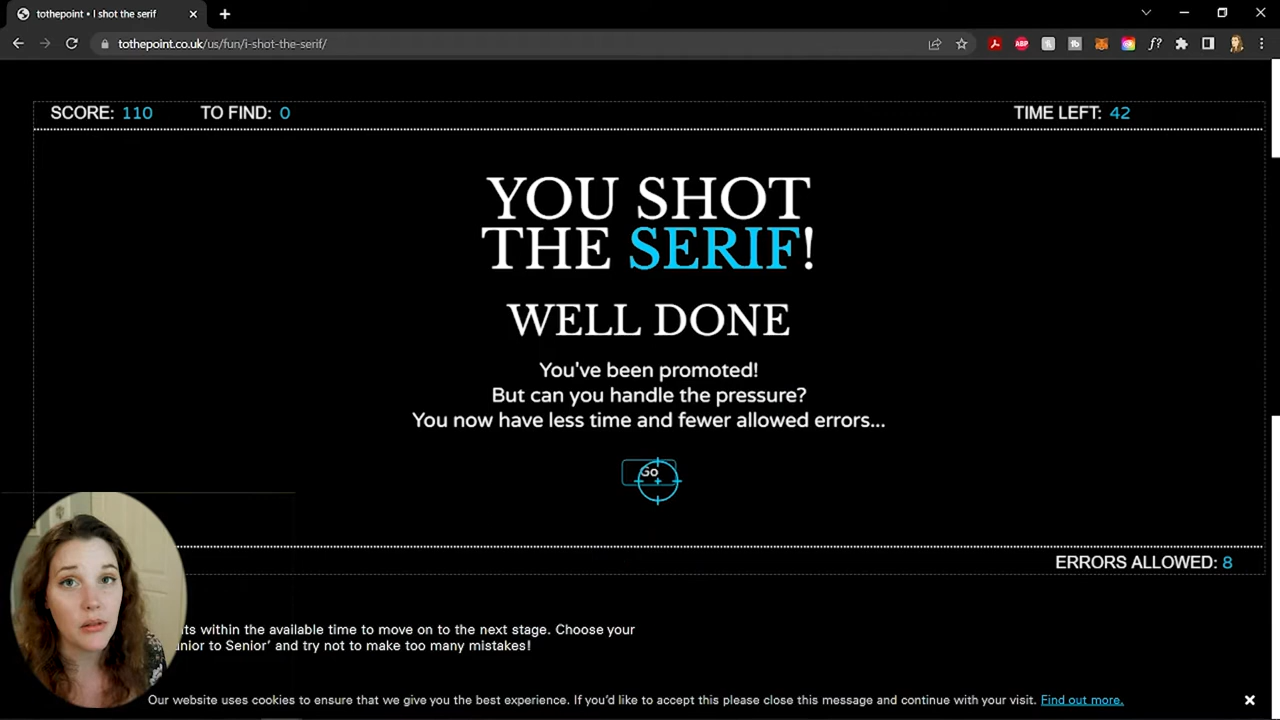 tothepoint • I shot the serif
tothepoint.co.uk/us/fun/i-shot-the-serif/
ABP
f?
SCORE: 110 TO FIND: 0 TIME LEFT: 42
YOU SHOT
THE SERIF!
WELL DONE
You've been promoted!
But can you handle the pressure?
You now have less time and fewer allowed errors...
Go
ERRORS ALLOWED: 8
within the available time to move on to the next stage. Choose your
to Senior' and try not to make too many mistakes!
Our website uses cookies to ensure that we give you the best experience. If you'd like to accept this please close this message and continue with your visit. Find out more.